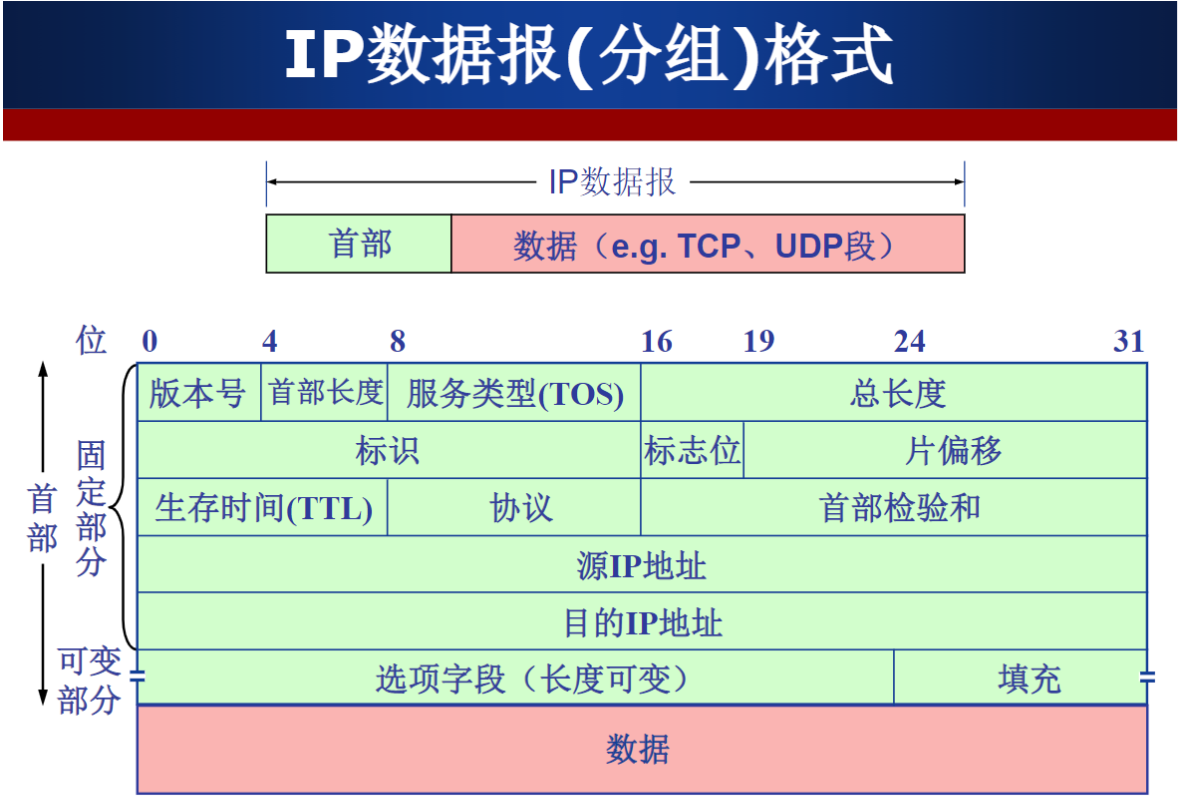 IP数据报(分组)格式
IP数据报
首部 数据（e.g. TCP、UDP段）
位 0 4 8 16 19 24 31
版本号 首部长度 服务类型(TOS) 总长度
标识 标志位 片偏移
生存时间(TTL) 协议 首部检验和
源IP地址
目的IP地址
选项字段（长度可变） 填充
数据
首部
固定部分
可变
部分